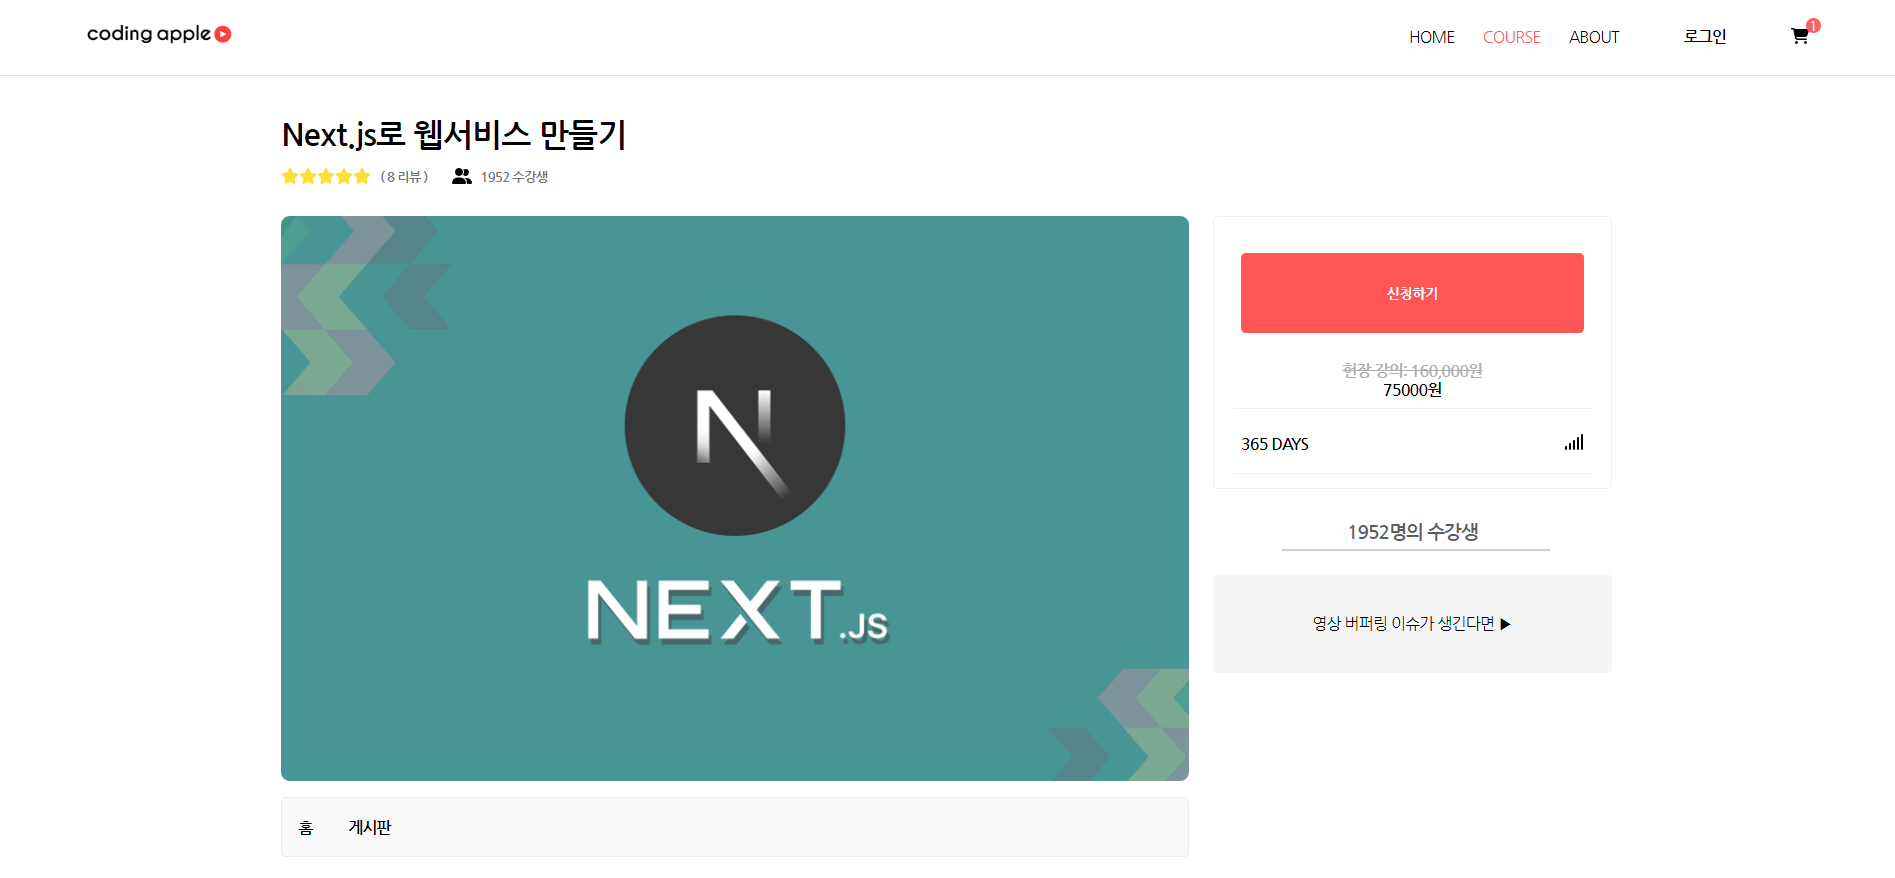 coding apple
HOME COURSE ABOUT 로그인 1
Next.js로 웹서비스 만들기
( 8 리뷰 ) 1952 수강생
N
NEXT.JS
신청하기
현장 강의: 160,000원
75000원
365 DAYS
1952명의 수강생
영상 버퍼링 이슈가 생긴다면 ▶
홈 게시판